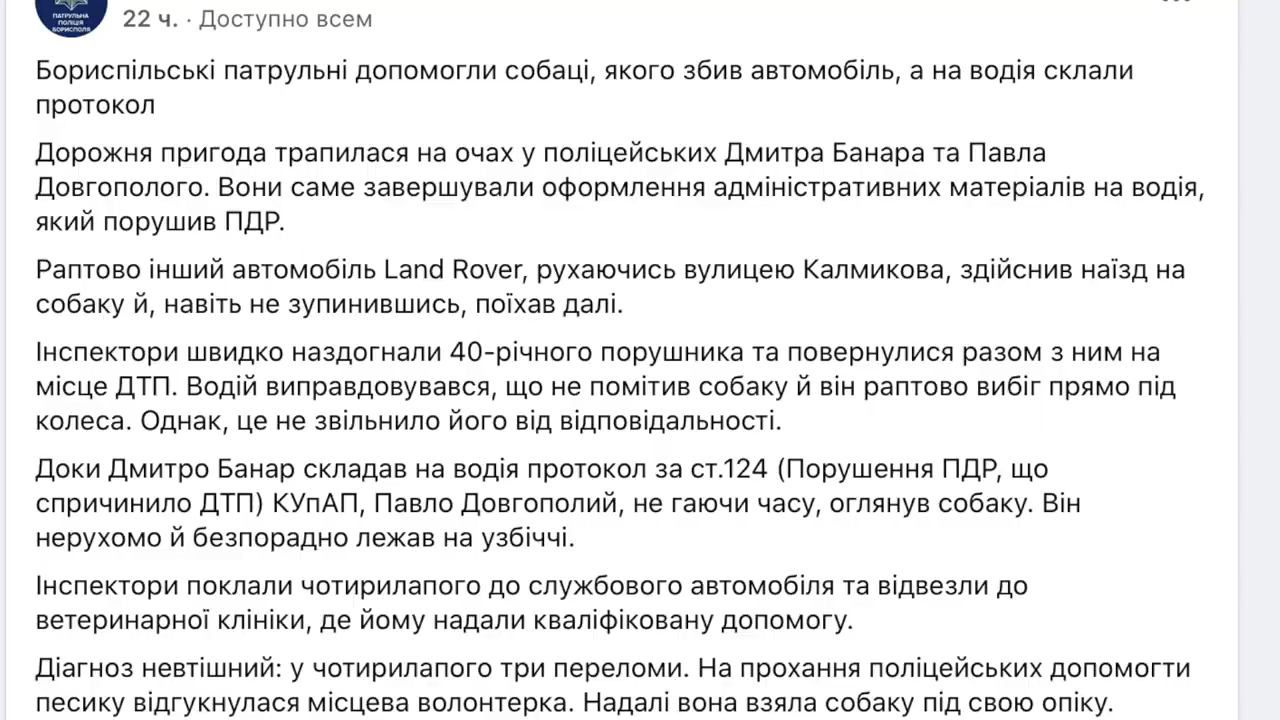 ПАТРУЛЬНА
ПОЛІЦІЯ
БОРИСПОЛЯ
22 ч. · Доступно всем
Бориспільські патрульні допомогли собаці, якого збив автомобіль, а на водія склали
протокол
Дорожня пригода трапилася на очах у поліцейських Дмитра Банара та Павла
Довгополого. Вони саме завершували оформлення адміністративних матеріалів на водія,
який порушив ПДР.
Раптово інший автомобіль Land Rover, рухаючись вулицею Калмикова, здійснив наїзд на
собаку й, навіть не зупинившись, поїхав далі.
Інспектори швидко наздогнали 40-річного порушника та повернулися разом з ним на
місце ДТП. Водій виправдовувався, що не помітив собаку й він раптово вибіг прямо під
колеса. Однак, це не звільнило його від відповідальності.
Доки Дмитро Банар складав на водія протокол за ст.124 (Порушення ПДР, що
спричинило ДТП) КУпАП, Павло Довгополий, не гаючи часу, оглянув собаку. Він
нерухомо й безпорадно лежав на узбіччі.
Інспектори поклали чотирилапого до службового автомобіля та відвезли до
ветеринарної клініки, де йому надали кваліфіковану допомогу.
Діагноз невтішний: у чотирилапого три переломи. На прохання поліцейських допомогти
песику відгукнулася місцева волонтерка. Надалі вона взяла собаку під свою опіку.